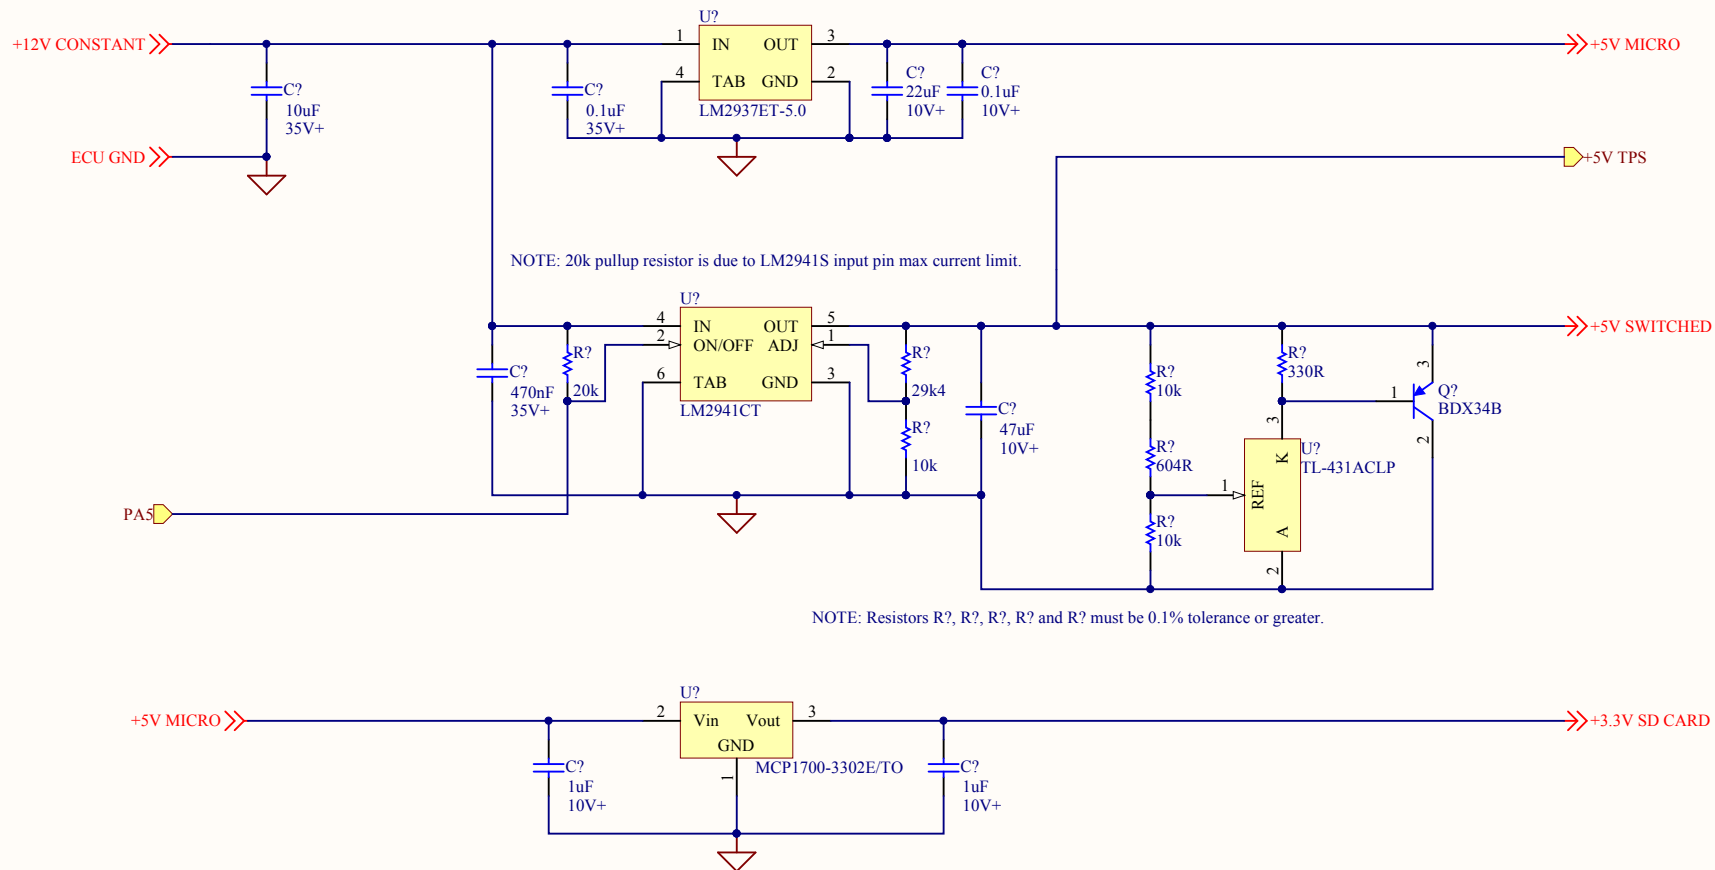 U?
+12V CONSTANT
1
IN
OUT
3
+5V MICRO
4
TAB
GND
2
C?
10uF
35V+
C?
0.1uF
35V+
LM2937ET-5.0
C?
22uF
10V+
C?
0.1uF
10V+
ECU GND
+5V TPS
NOTE: 20k pullup resistor is due to LM2941S input pin max current limit.
U?
4
IN
OUT
5
+5V SWITCHED
2
ON/OFF
ADJ
1
6
TAB
GND
3
LM2941CT
C?
470nF
35V+
R?
20k
R?
29k4
R?
10k
C?
47uF
10V+
R?
10k
R?
604R
R?
10k
R?
330R
3
K
U?
TL-431ACLP
1
REF
A
2
3
1
Q?
BDX34B
2
PA5
NOTE: Resistors R?, R?, R?, R? and R? must be 0.1% tolerance or greater.
U?
+5V MICRO
2
Vin
Vout
3
+3.3V SD CARD
GND
1
MCP1700-3302E/TO
C?
1uF
10V+
C?
1uF
10V+